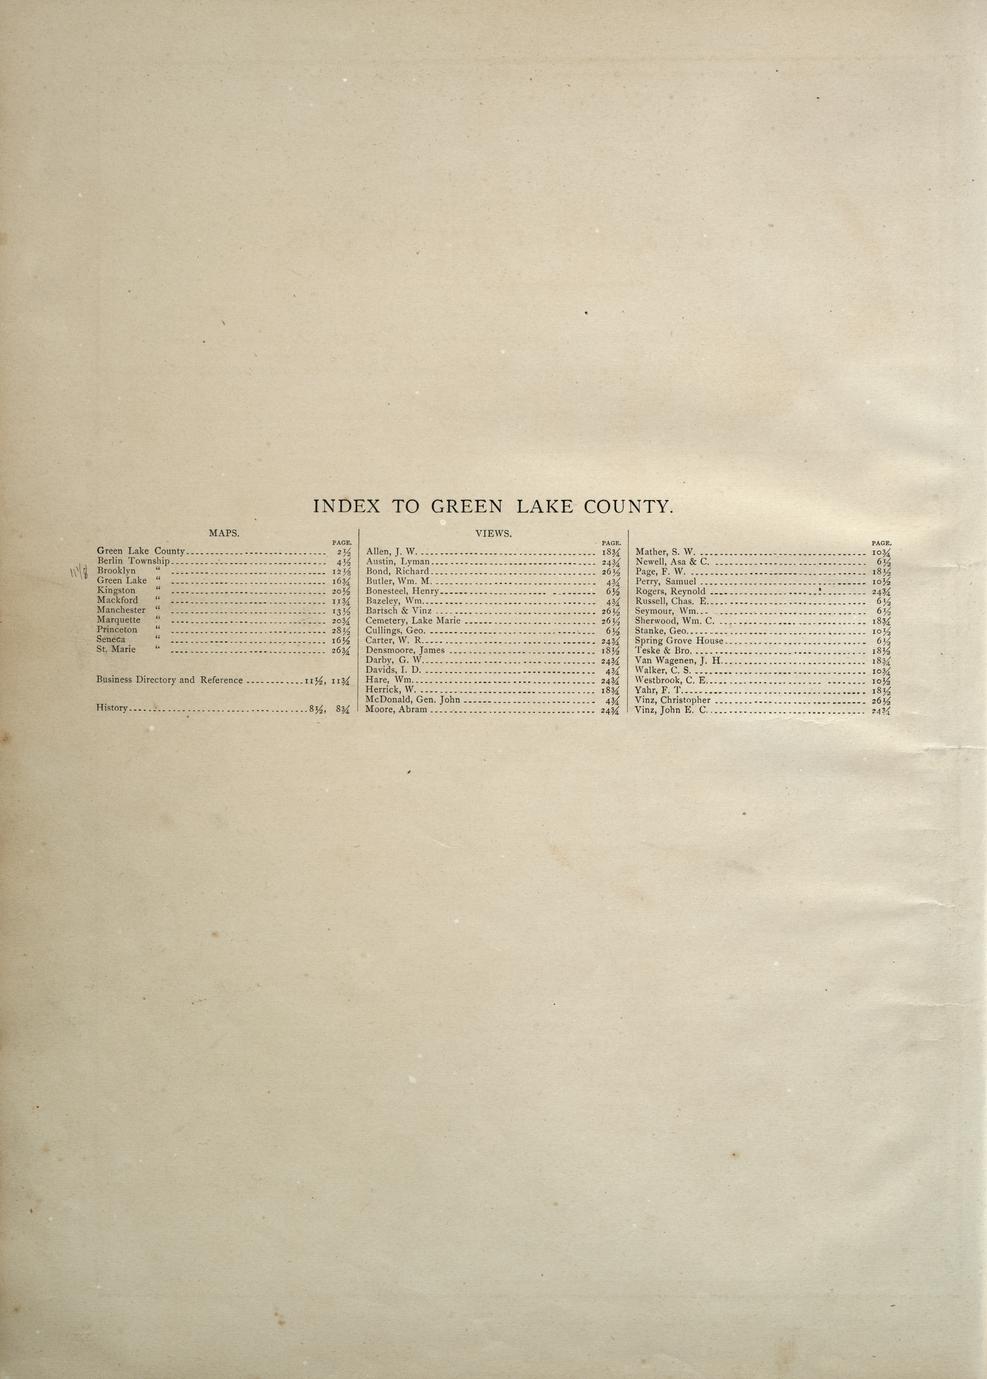 INDEX TO GREEN LAKE COUNTY.
MAPS.
PAGE.
Green Lake County 2½
Berlin Township 4½
Brooklyn “ 12½
Green Lake “ 16¾
Kingston “ 20½
Mackford “ 11¾
Manchester “ 13½
Marquette “ 20¾
Princeton “ 28½
Seneca “ 16½
St. Marie “ 26¾
Business Directory and Reference 11½, 11¾
History 8½, 8¾
VIEWS.
PAGE.
Allen, J. W. 18¾
Austin, Lyman 24¾
Bond, Richard 26½
Butler, Wm. M. 4¾
Bonesteel, Henry 6½
Bazeley, Wm. 4¾
Bartsch & Vinz 26½
Cemetery, Lake Marie 26½
Cullings, Geo. 6½
Carter, W. R. 24¾
Densmoore, James 18½
Darby, G. W. 24¾
Davids, I. D. 4¾
Hare, Wm. 24¾
Herrick, W. 18¾
McDonald, Gen. John 4¾
Moore, Abram 24¾
PAGE.
Mather, S. W. 10¾
Newell, Asa & C. 6½
Page, F. W. 18½
Perry, Samuel 10½
Rogers, Reynold 24¾
Russell, Chas. E. 6½
Seymour, Wm. 6½
Sherwood, Wm. C. 18¾
Stanke, Geo. 10½
Spring Grove House 6½
Teske & Bro. 18½
Van Wagenen, J. H. 18¾
Walker, C. S. 10¾
Westbrook, C. E. 10½
Yahr, F. T. 18½
Vinz, Christopher 26½
Vinz, John E. C. 24¾